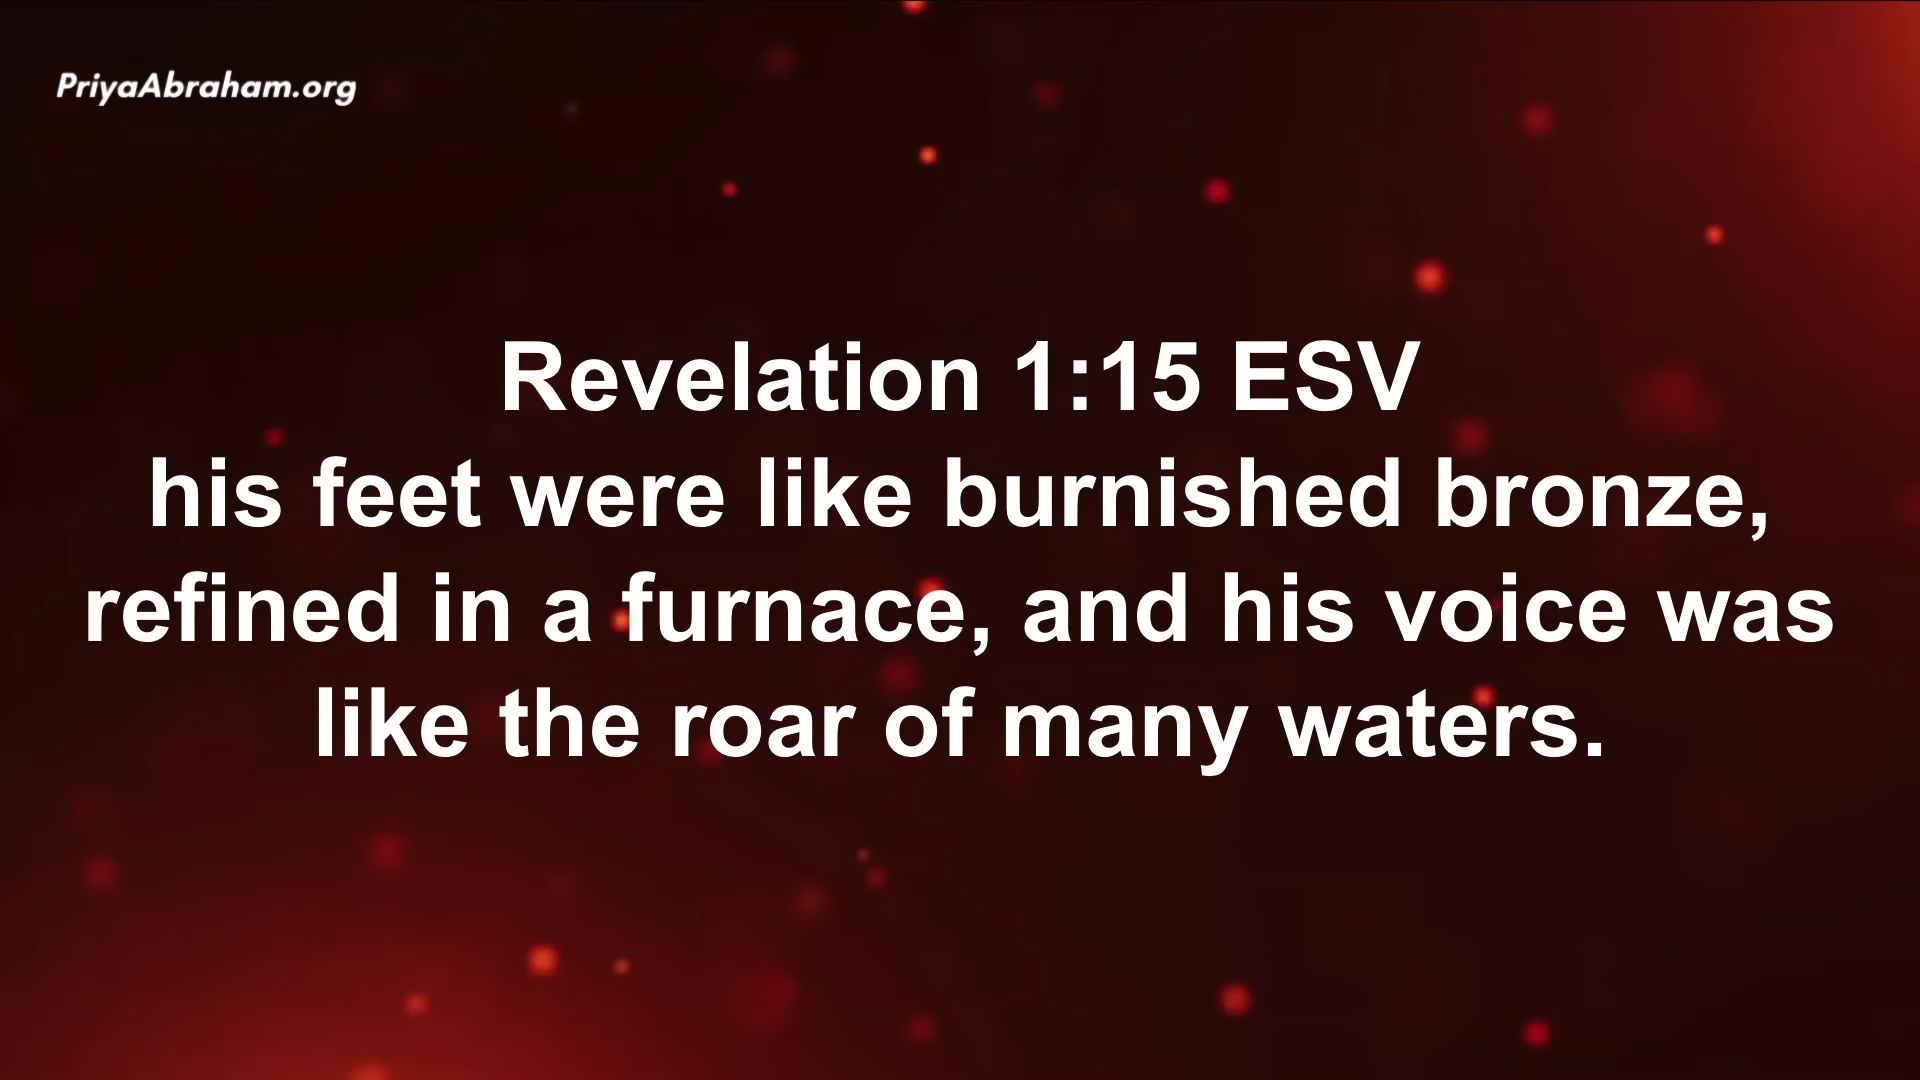 PriyaAbraham.org
Revelation 1:15 ESV
his feet were like burnished bronze,
refined in a furnace, and his voice was
like the roar of many waters.